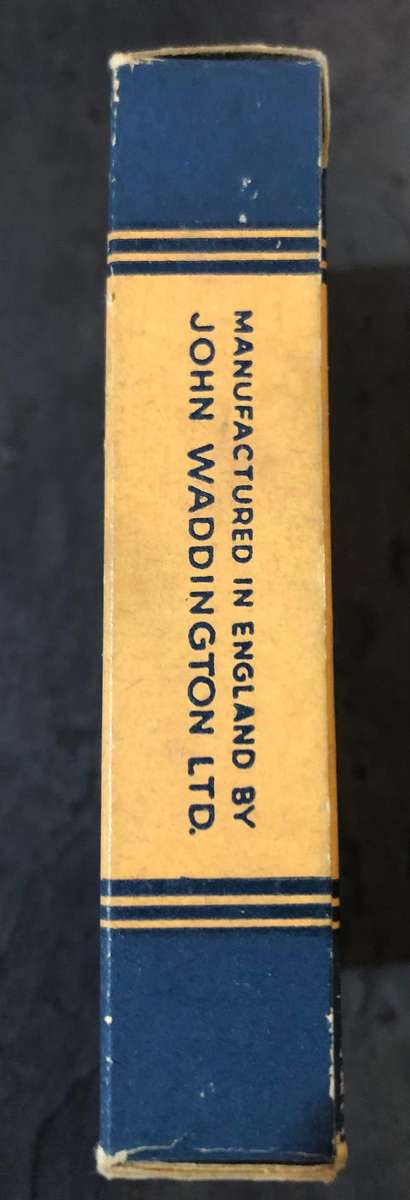 MANUFACTURED IN ENGLAND BY
JOHN WADDINGTON LTD.